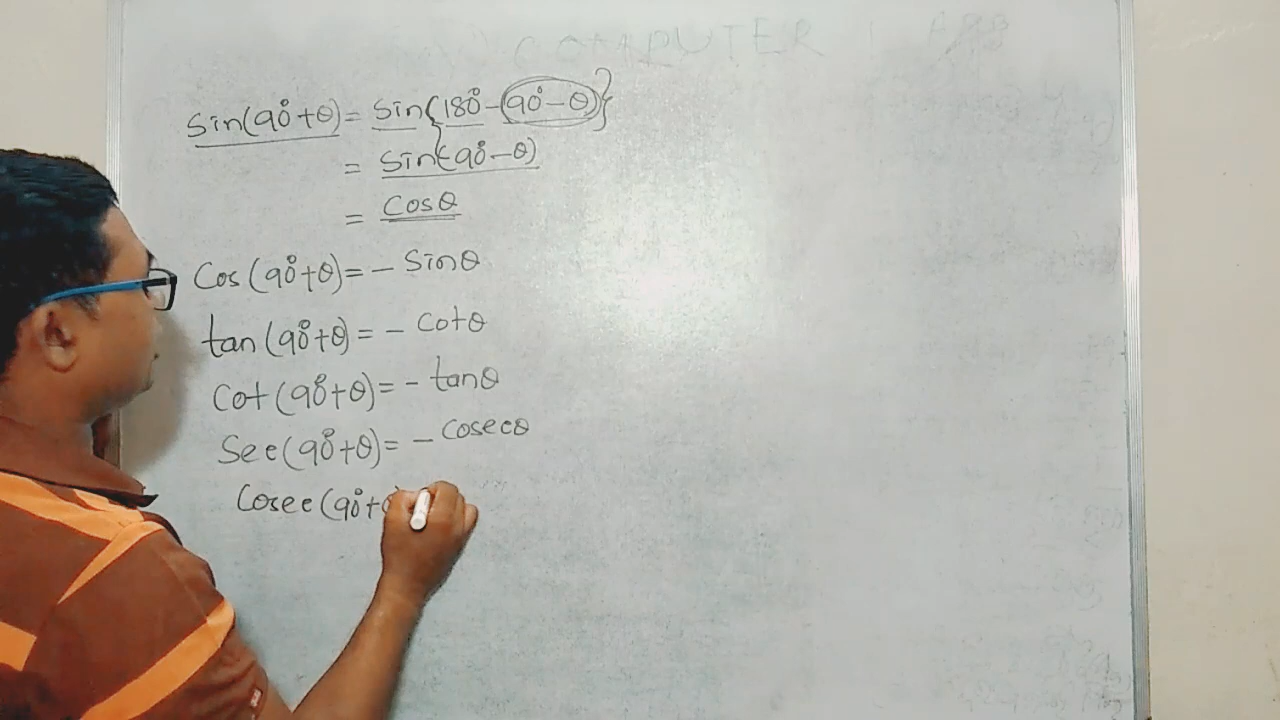 COMPUTER
sin(90°+θ) = sin{180°-(90°-θ)}
= sin(90°-θ)
= cosθ
Cos(90°+θ) = - sinθ
tan(90°+θ) = - cotθ
cot(90°+θ) = - tanθ
Sec(90°+θ) = - cosecθ
Cosec(90°+θ)